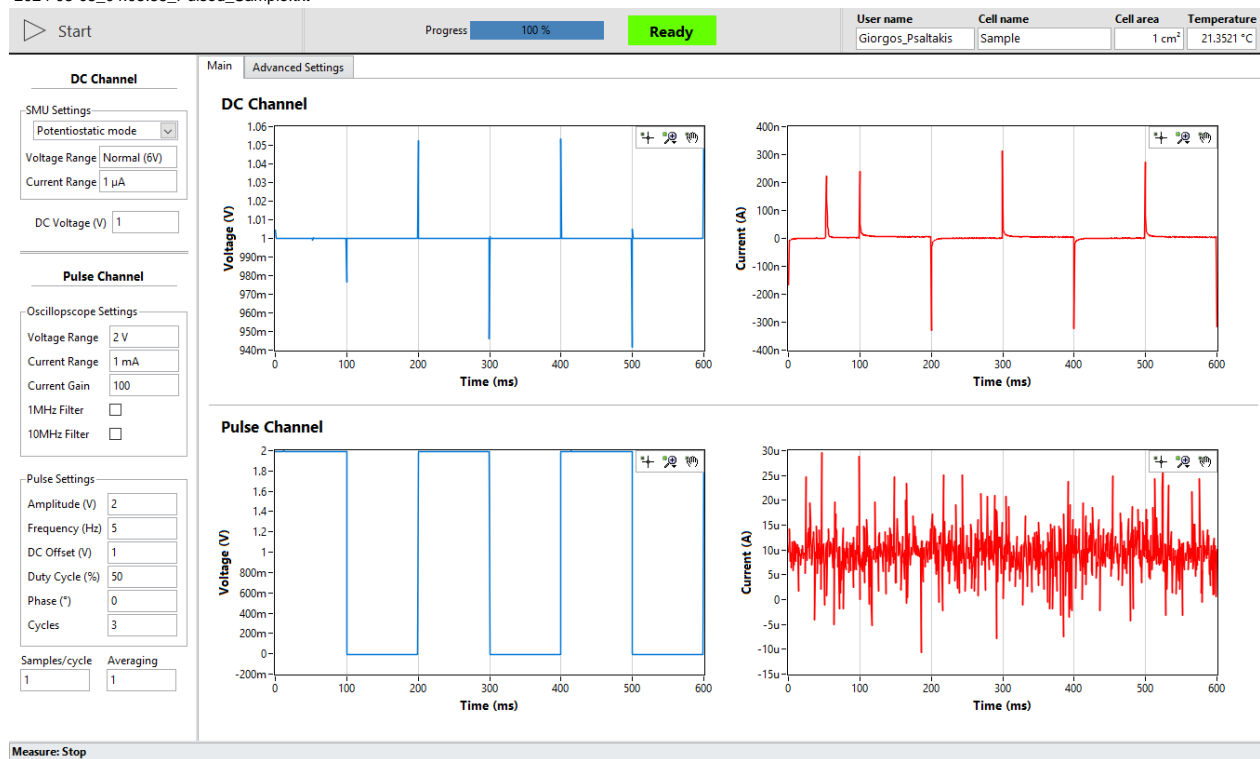 Start
Progress 100 % Ready
User name Cell name Cell area Temperature
Giorgos_Psaltakis Sample 1 cm² 21.3521 °C
DC Channel
SMU Settings
Potentiostatic mode
Voltage Range Normal (6V)
Current Range 1 µA
DC Voltage (V) 1
Pulse Channel
Oscillopscope Settings
Voltage Range 2 V
Current Range 1 mA
Current Gain 100
1MHz Filter
10MHz Filter
Pulse Settings
Amplitude (V) 2
Frequency (Hz) 5
DC Offset (V) 1
Duty Cycle (%) 50
Phase (°) 0
Cycles 3
Samples/cycle Averaging
1 1
Main Advanced Settings
DC Channel
Voltage (V)
1.06
1.05
1.04
1.03
1.02
1.01
1
990m
980m
970m
960m
950m
940m
0 100 200 300 400 500 600
Time (ms)
Current (A)
400n
300n
200n
100n
0
-100n
-200n
-300n
-400n
0 100 200 300 400 500 600
Time (ms)
Pulse Channel
Voltage (V)
2
1.8
1.6
1.4
1.2
1
800m
600m
400m
200m
0
-200m
0 100 200 300 400 500 600
Time (ms)
Current (A)
30u
25u
20u
15u
10u
5u
0
-5u
-10u
-15u
0 100 200 300 400 500 600
Time (ms)
Measure: Stop